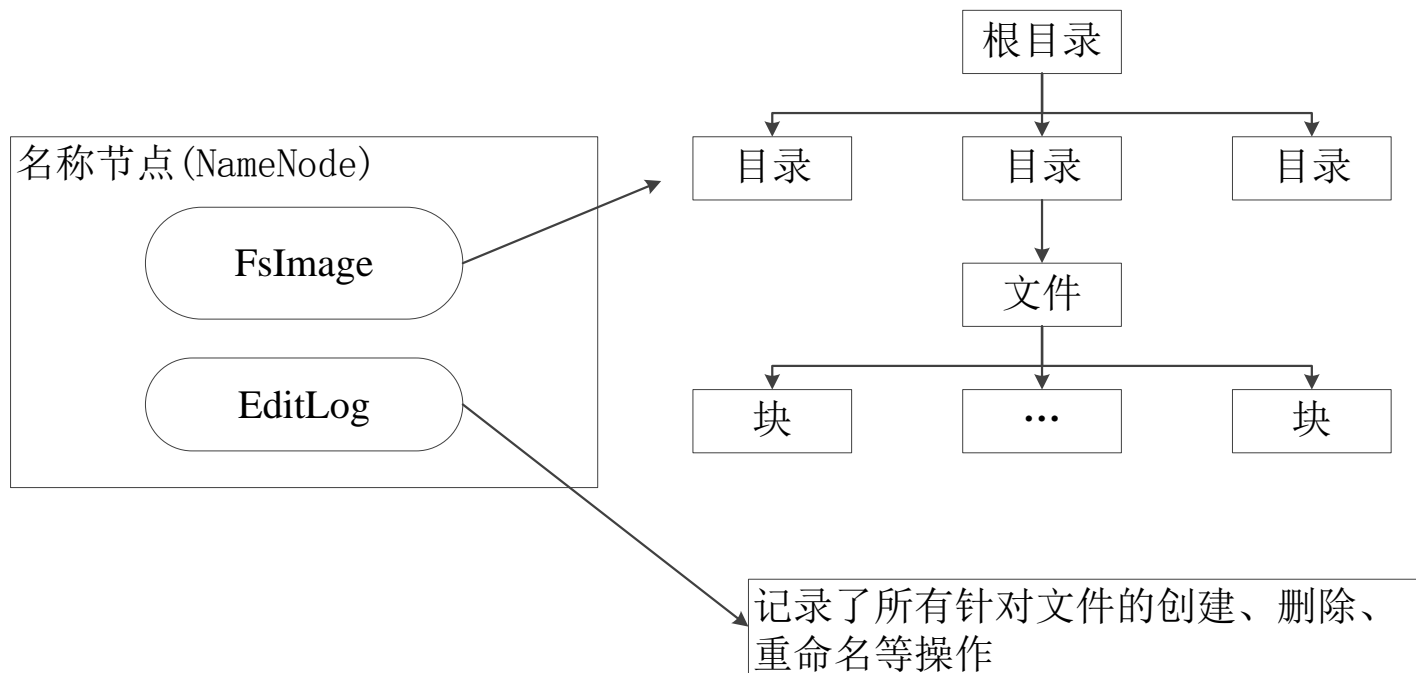 根目录
名称节点(NameNode)
目录
目录
目录
FsImage
文件
EditLog
块
…
块
记录了所有针对文件的创建、删除、
重命名等操作